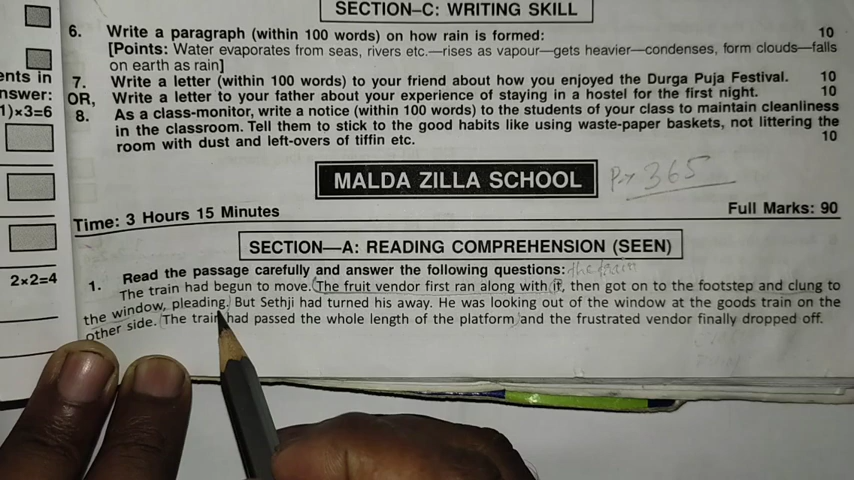 SECTION–C: WRITING SKILL
6. Write a paragraph (within 100 words) on how rain is formed: 10
[Points: Water evaporates from seas, rivers etc.—rises as vapour—gets heavier—condenses, form clouds—falls
on earth as rain]
7. Write a letter (within 100 words) to your friend about how you enjoyed the Durga Puja Festival. 10
OR, Write a letter to your father about your experience of staying in a hostel for the first night. 10
8. As a class-monitor, write a notice (within 100 words) to the students of your class to maintain cleanliness
in the classroom. Tell them to stick to the good habits like using waste-paper baskets, not littering the
room with dust and left-overs of tiffin etc. 10
ents in
nswer:
1)×3=6
MALDA ZILLA SCHOOL
P→ 365
Time: 3 Hours 15 Minutes Full Marks: 90
SECTION—A: READING COMPREHENSION (SEEN)
2×2=4
1. Read the passage carefully and answer the following questions:
The train had begun to move. The fruit vendor first ran along with it, then got on to the footstep and clung to
the window, pleading. But Sethji had turned his away. He was looking out of the window at the goods train on the
other side. The train had passed the whole length of the platform and the frustrated vendor finally dropped off.